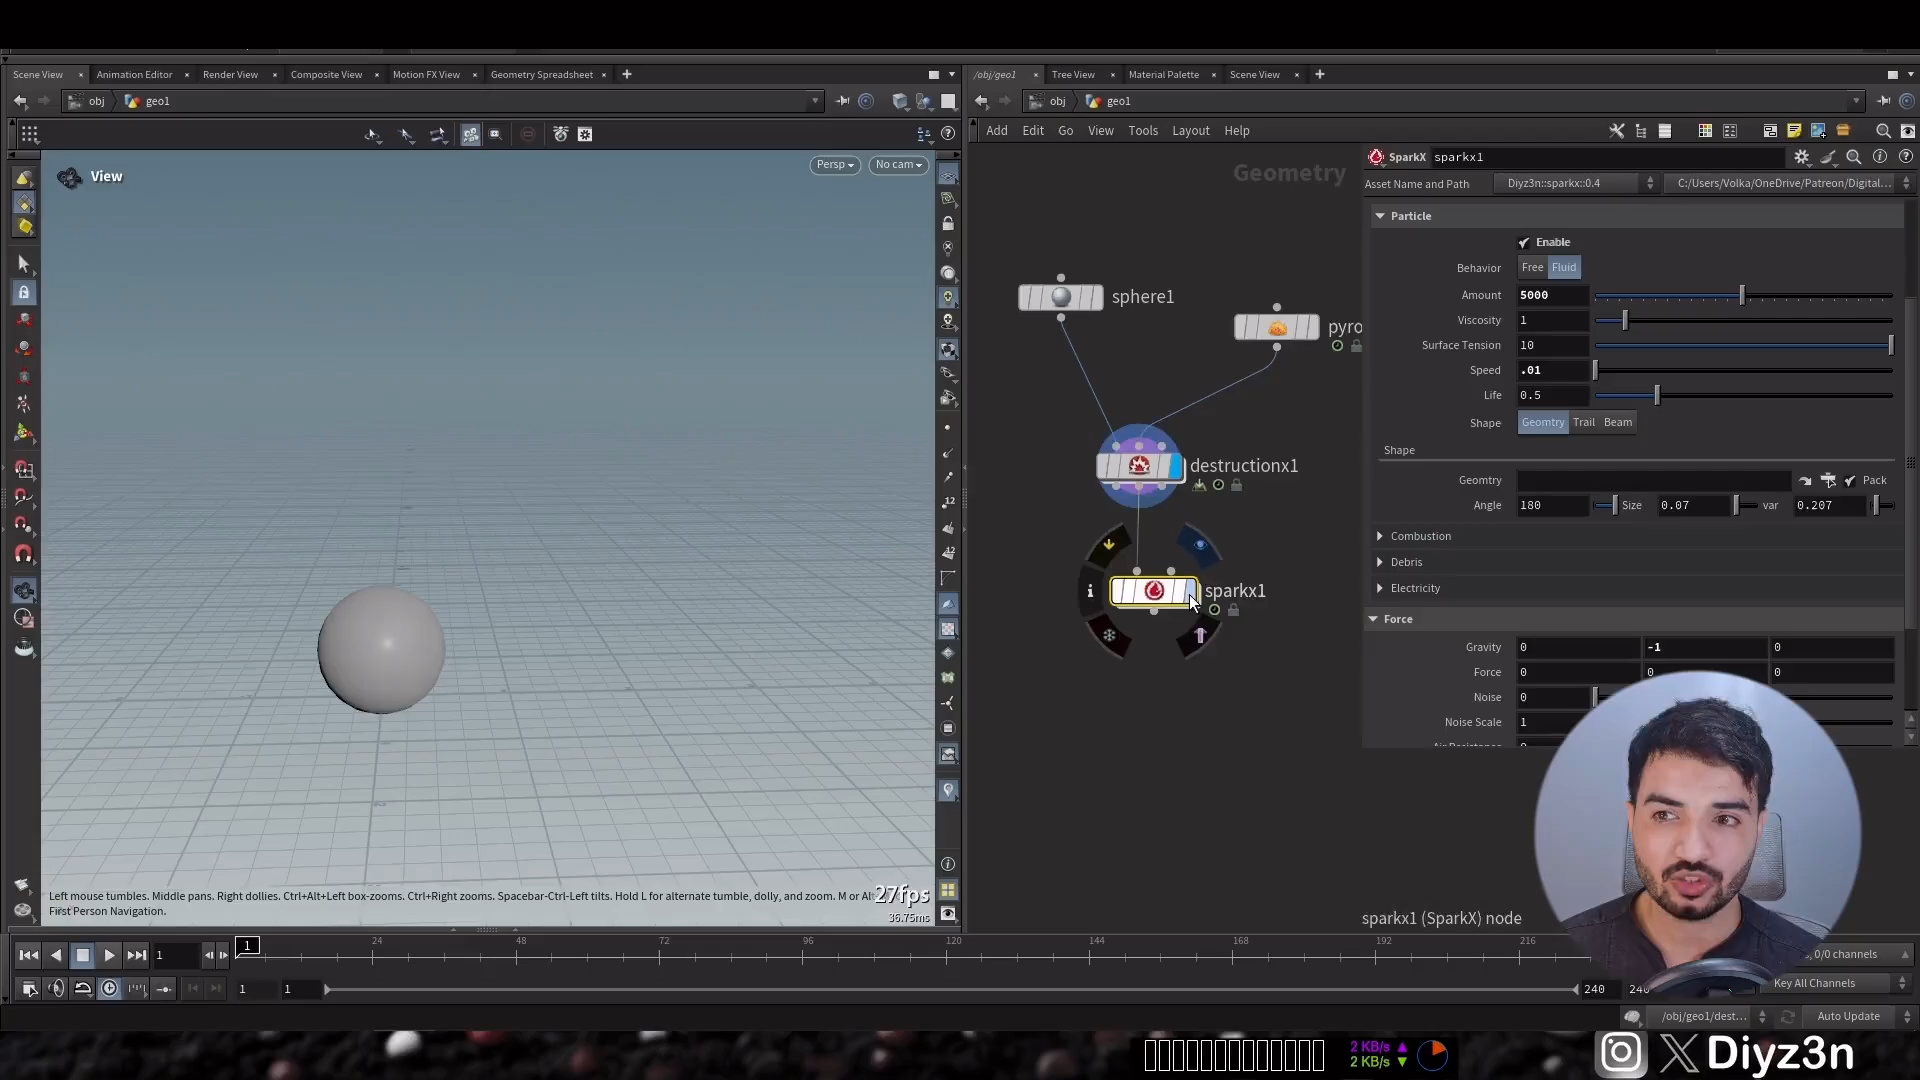 Scene View
Animation Editor
Render View
Composite View
Motion FX View
Geometry Spreadsheet
/obj/geo1
Tree View
Material Palette
Scene View
obj
geo1
obj
geo1
Add
Edit
Go
View
Tools
Layout
Help
View
Persp
No cam
Geometry
SparkX
sparkx1
Asset Name and Path
Diyz3n::sparkx::0.4
C:/Users/Volka/OneDrive/Patreon/Digital...
Particle
Enable
Behavior
Free
Fluid
Amount
5000
Viscosity
1
Surface Tension
10
Speed
.01
Life
0.5
Shape
Geomtry
Trail
Beam
Shape
Geomtry
Pack
Angle
180
Size
0.07
var
0.207
Combustion
Debris
Electricity
Force
Gravity
0
-1
0
Force
0
0
0
Noise
0
Noise Scale
1
sphere1
pyro
destructionx1
sparkx1
12
12
Left mouse tumbles. Middle pans. Right dollies. Ctrl+Alt+Left box-zooms. Ctrl+Right zooms. Spacebar-Ctrl-Left tilts. Hold L for alternate tumble, dolly, and zoom. M or Al
First Person Navigation.
27fps
36.75ms
sparkx1 (SparkX) node
1
1
24
48
72
96
120
144
168
192
216
0/0 channels
1
1
240
24
Key All Channels
/obj/geo1/dest...
Auto Update
2 KB/s
2 KB/s
Diyz3n